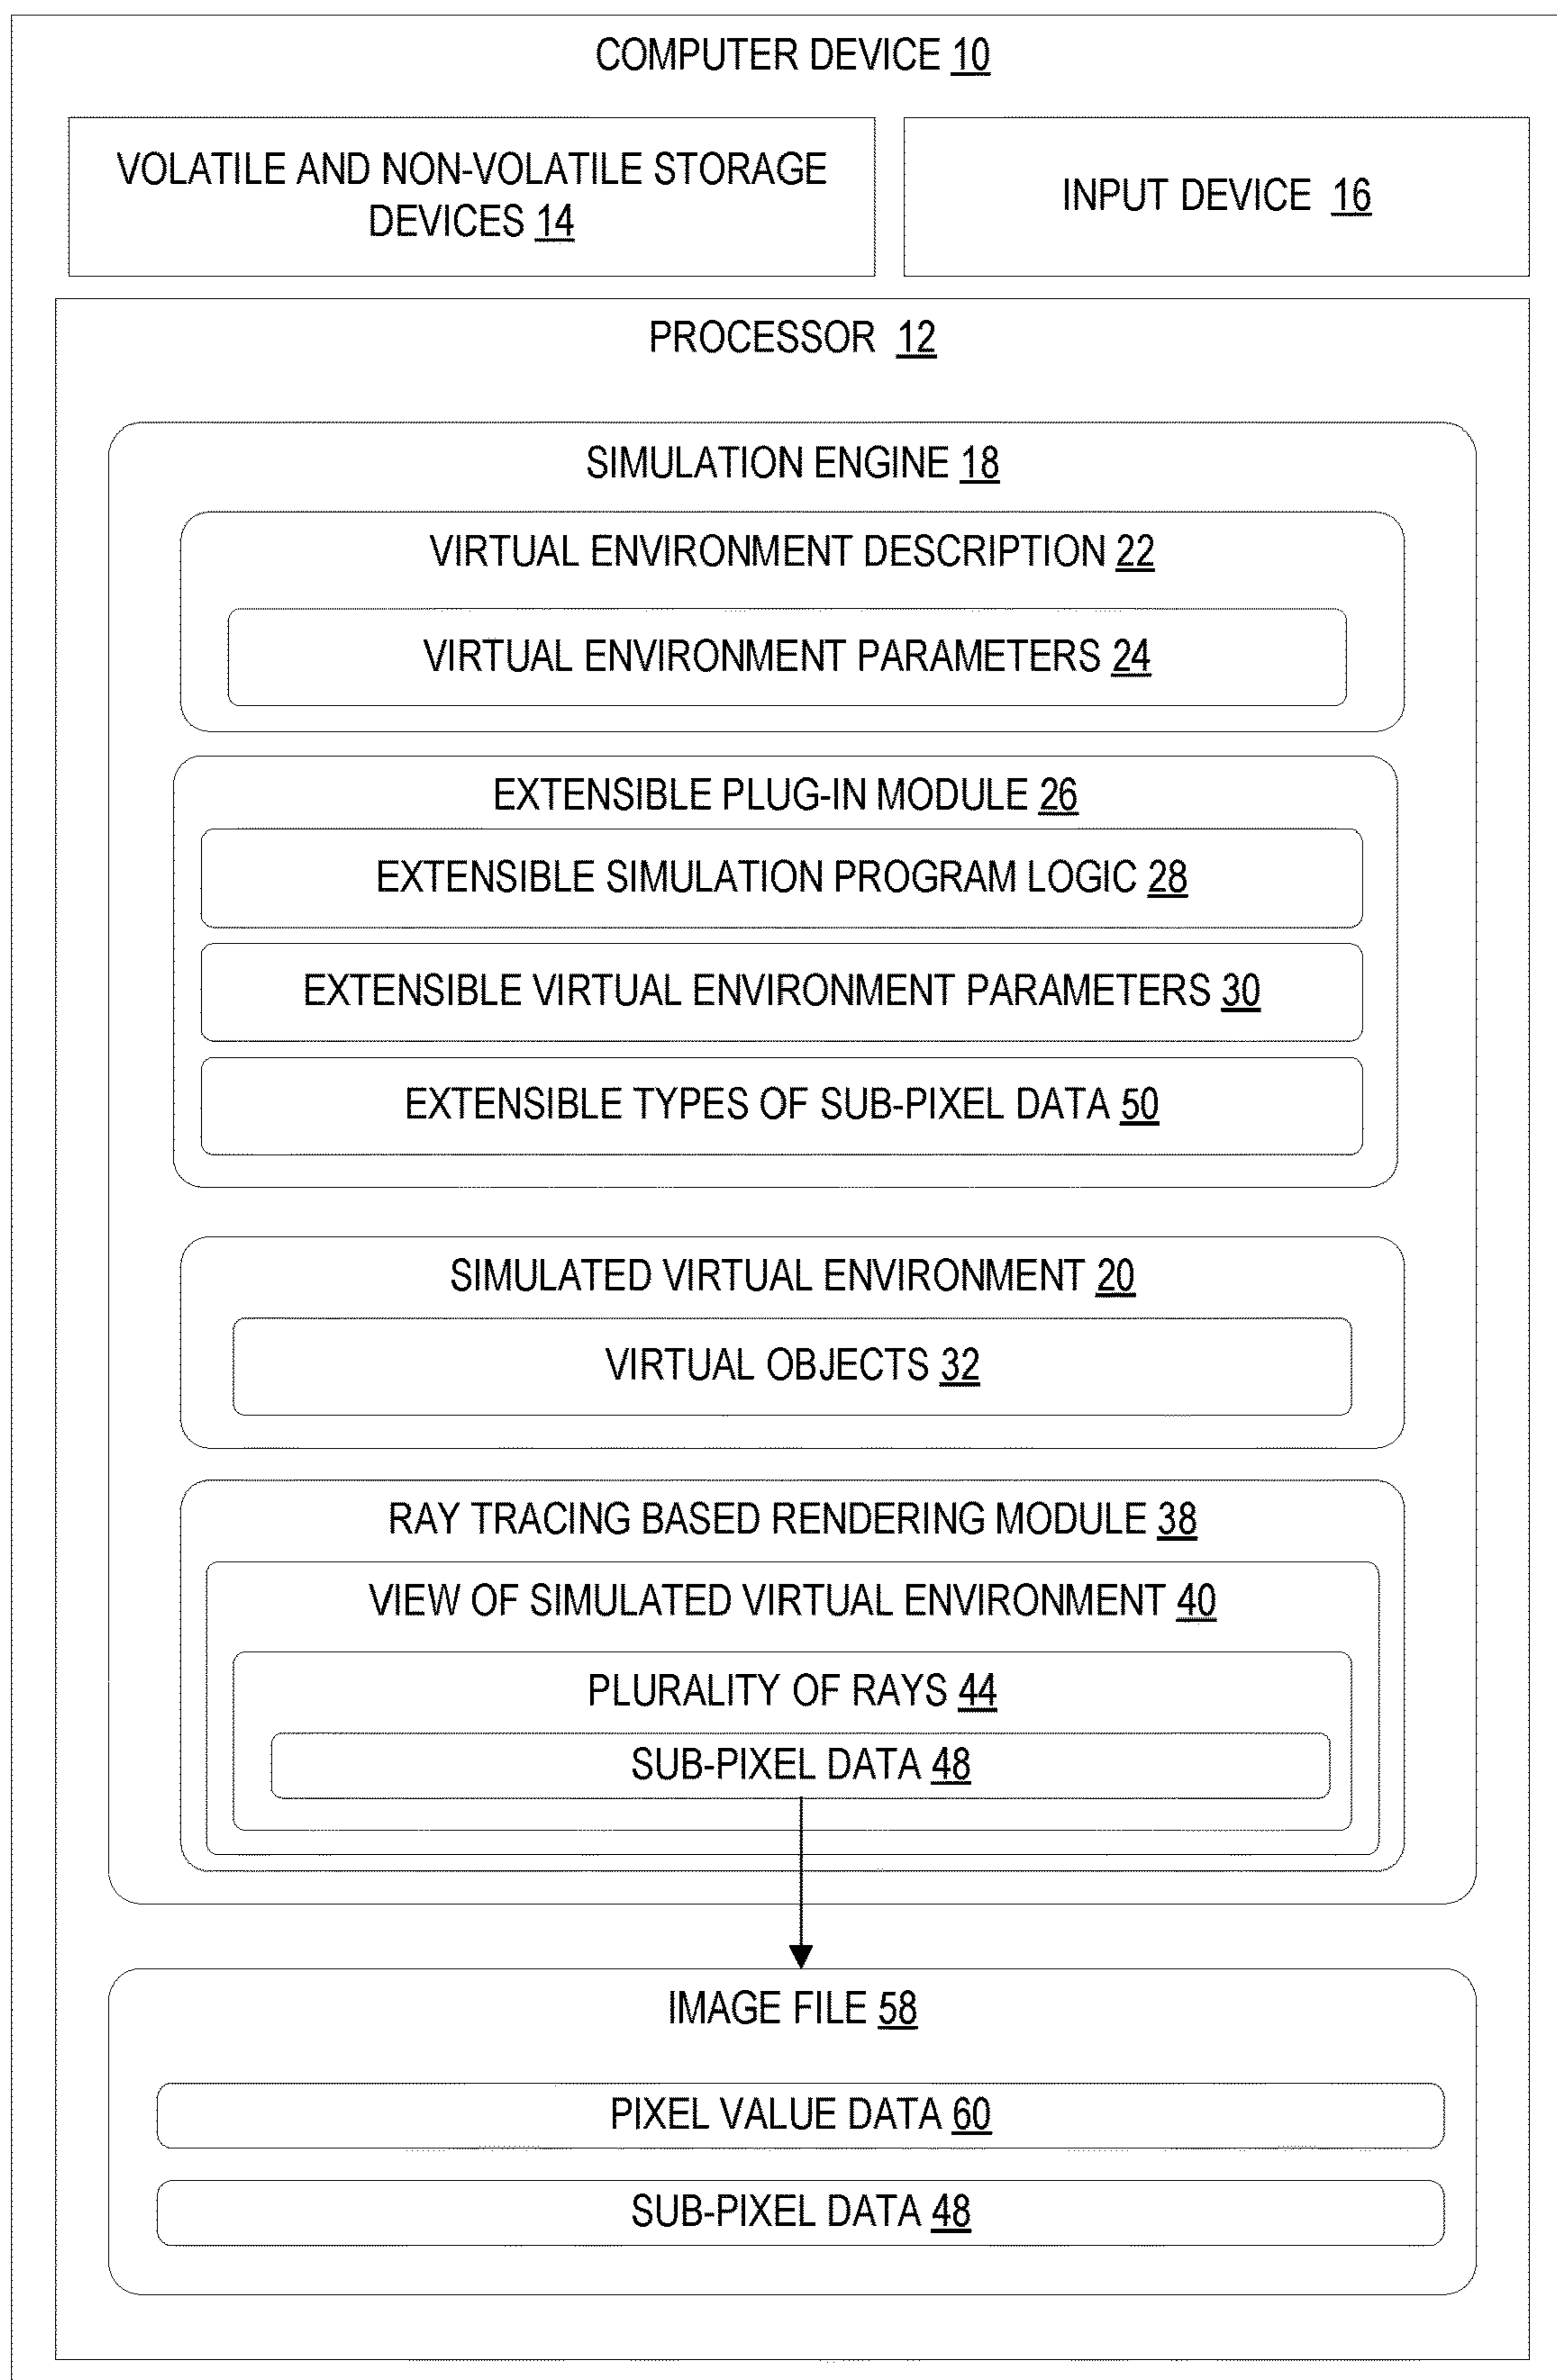 COMPUTER DEVICE 10
VOLATILE AND NON-VOLATILE STORAGE
DEVICES 14
INPUT DEVICE 16
PROCESSOR 12
SIMULATION ENGINE 18
VIRTUAL ENVIRONMENT DESCRIPTION 22
VIRTUAL ENVIRONMENT PARAMETERS 24
EXTENSIBLE PLUG-IN MODULE 26
EXTENSIBLE SIMULATION PROGRAM LOGIC 28
EXTENSIBLE VIRTUAL ENVIRONMENT PARAMETERS 30
EXTENSIBLE TYPES OF SUB-PIXEL DATA 50
SIMULATED VIRTUAL ENVIRONMENT 20
VIRTUAL OBJECTS 32
RAY TRACING BASED RENDERING MODULE 38
VIEW OF SIMULATED VIRTUAL ENVIRONMENT 40
PLURALITY OF RAYS 44
SUB-PIXEL DATA 48
IMAGE FILE 58
PIXEL VALUE DATA 60
SUB-PIXEL DATA 48